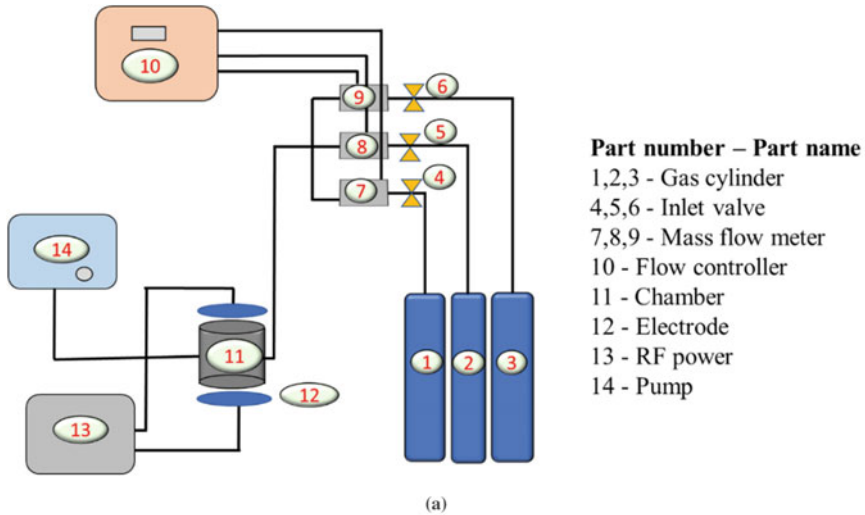 10
9
6
8
5
7
4
14
11
12
13
1
2
3
Part number – Part name
1,2,3 - Gas cylinder
4,5,6 - Inlet valve
7,8,9 - Mass flow meter
10 - Flow controller
11 - Chamber
12 - Electrode
13 - RF power
14 - Pump
(a)